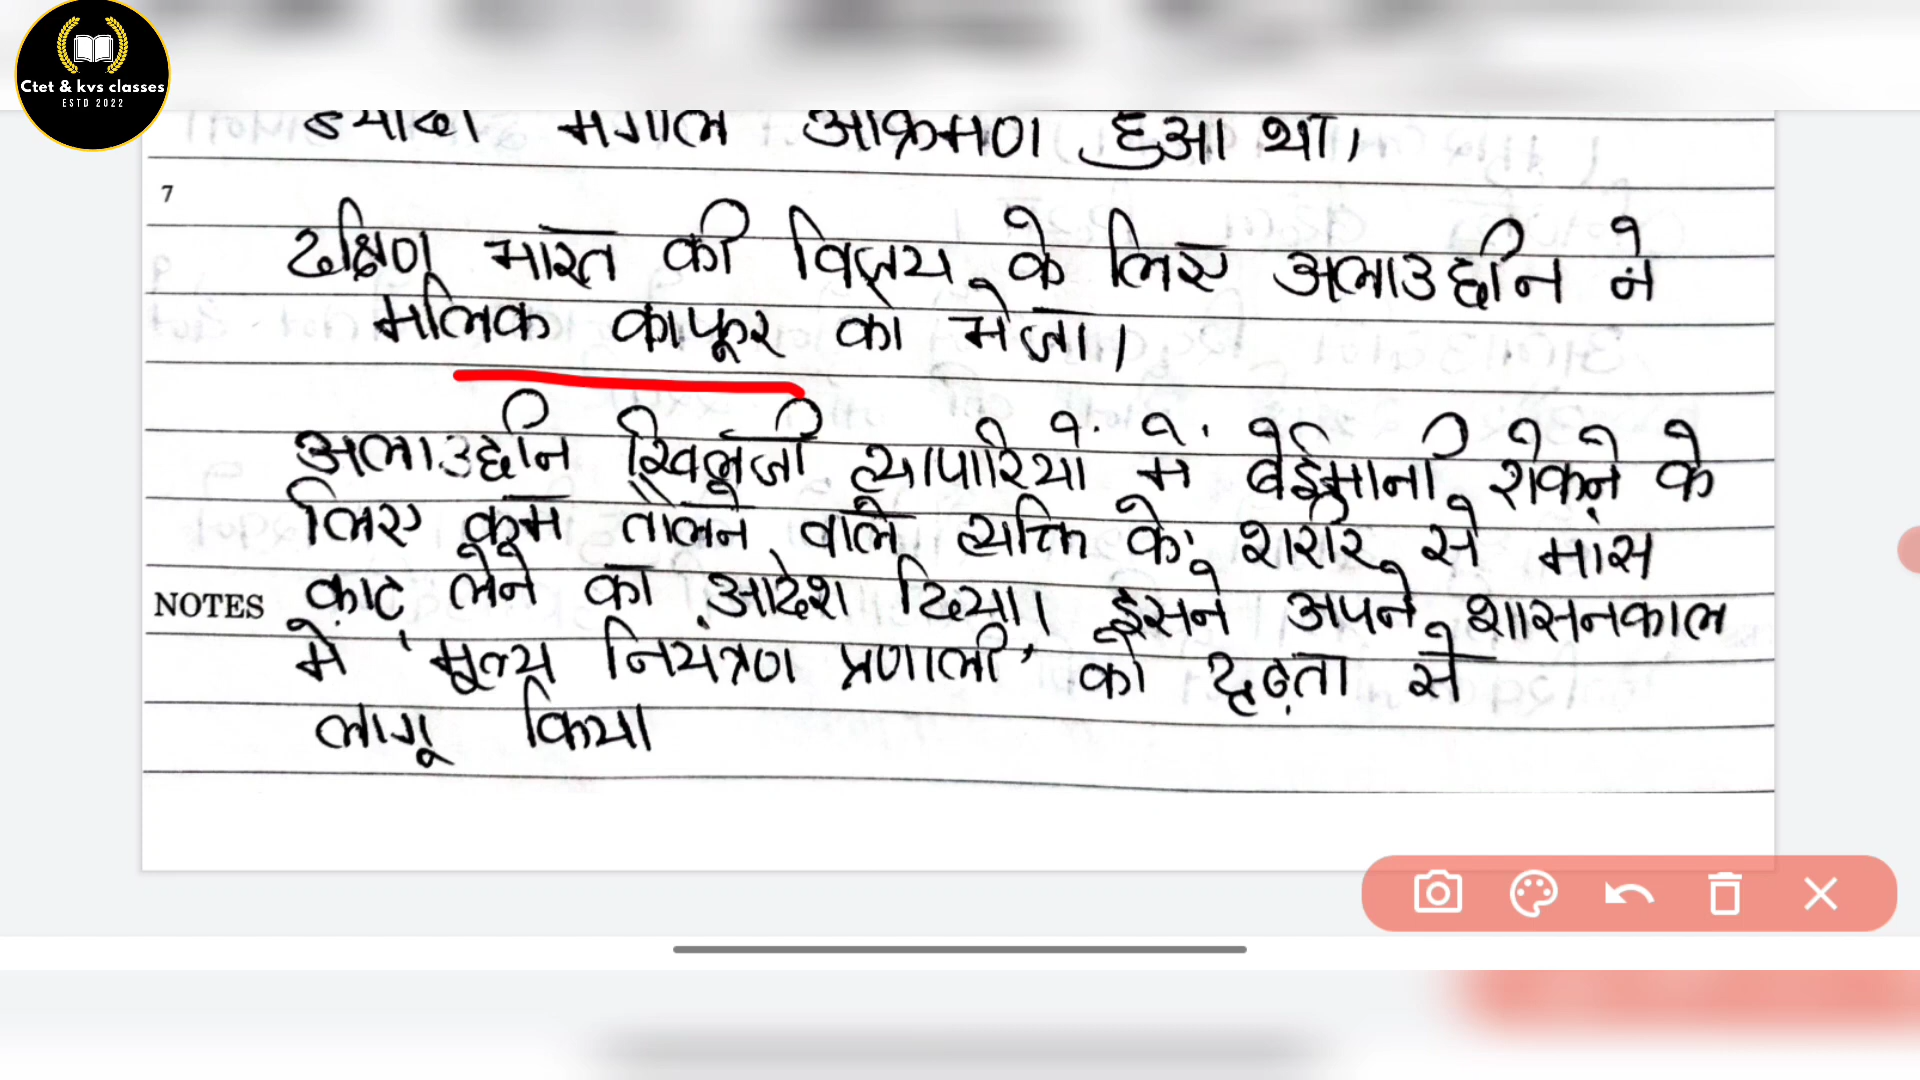 Ctet & kvs classes
ESTD 2022
ज्यादा मंगोल आक्रमण हुआ था।
7
दक्षिण भारत की विजय के लिए अलाउद्दीन ने
मलिक काफूर को भेजा।
अलाउद्दीन खिलजी व्यापारियों में बेईमानी रोकने के
लिए कम तौलने वाले व्यक्ति के शरीर से मांस
NOTES काट लेने का आदेश दिया। इसने अपने शासनकाल
में 'मूल्य नियंत्रण प्रणाली' को दृढ़ता से
लागू किया